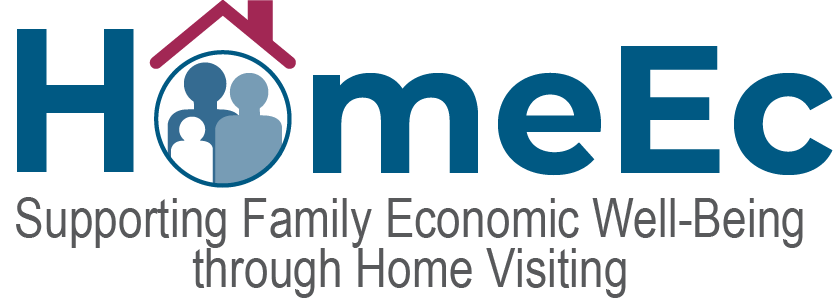 HomeEc
Supporting Family Economic Well-Being
through Home Visiting